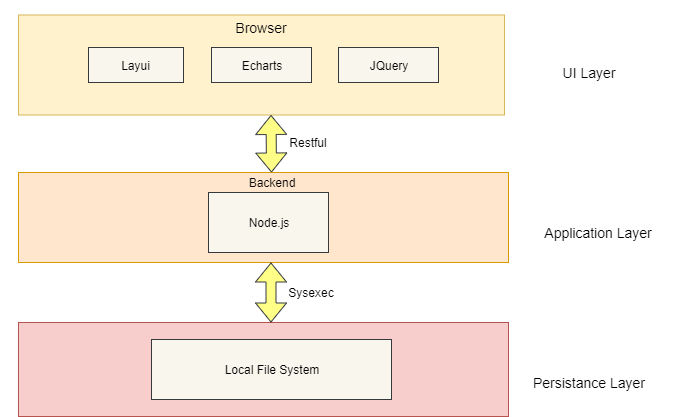 Browser
Layui
Echarts
JQuery
UI Layer
Restful
Backend
Node.js
Application Layer
Sysexec
Local File System
Persistance Layer